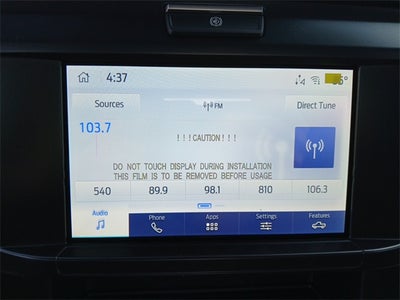 4:37
Sources
FM
Direct Tune
103.7
! ! ! CAUTION ! ! !
DO NOT TOUCH DISPLAY DURING INSTALLATION
THIS FILM IS TO BE REMOVED BEFORE USAGE
540 89.9 98.1 810 106.3
Audio Phone Apps Settings Features